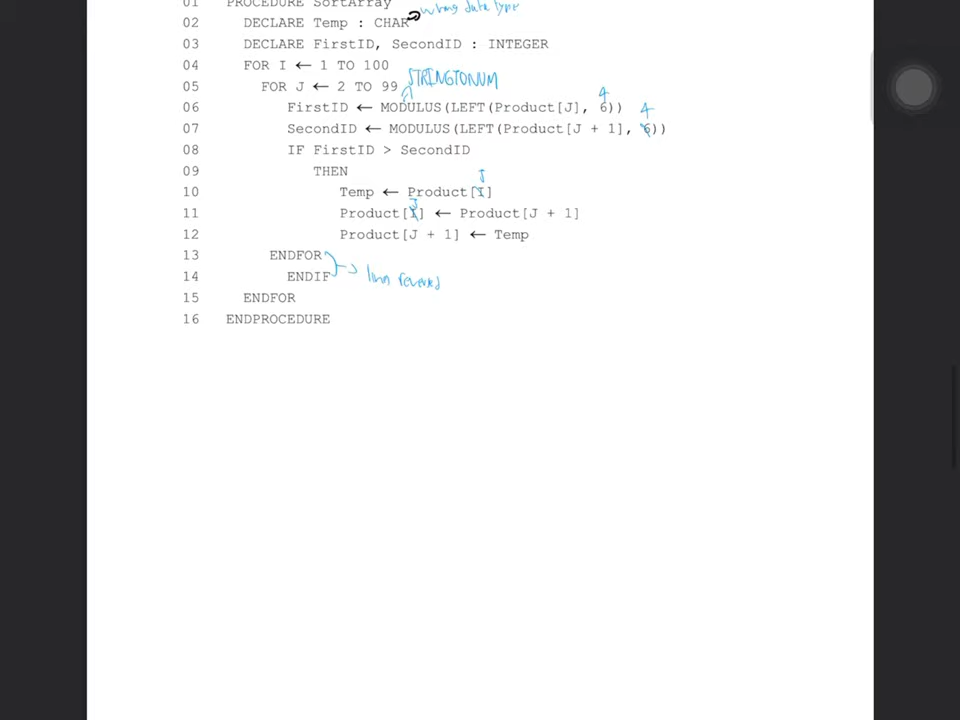 01 PROCEDURE SortArray wrong data type
02 DECLARE Temp : CHAR
03 DECLARE FirstID, SecondID : INTEGER
04 FOR I ← 1 TO 100
STRINGTONUM
05 FOR J ← 2 TO 99
4
06 FirstID ← MODULUS(LEFT(Product[J], 6))
4
07 SecondID ← MODULUS(LEFT(Product[J + 1], 6))
08 IF FirstID > SecondID
09 THEN
J
10 Temp ← Product[I]
J
11 Product[I] ← Product[J + 1]
12 Product[J + 1] ← Temp
13 ENDFOR
14 ENDIF
reversed
15 ENDFOR
16 ENDPROCEDURE